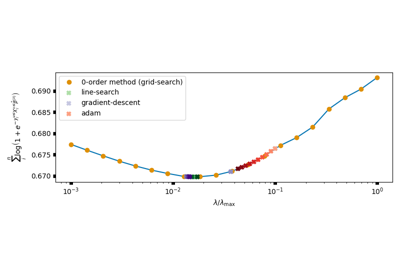 0-order method (grid-search)
line-search
gradient-descent
adam
0.690
0.685
0.680
0.675
0.670
10⁻³
10⁻²
10⁻¹
10⁰
λ/λmax